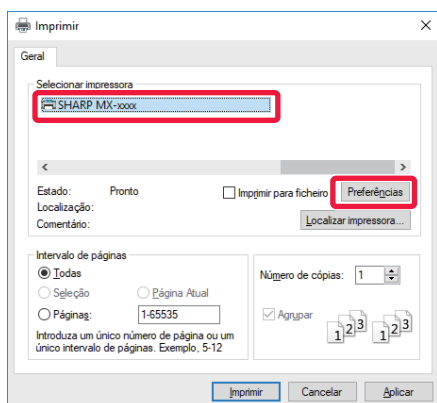 Imprimir
Geral
Selecionar impressora
SHARP MX-xxxx
Estado: Pronto
Imprimir para ficheiro
Preferências
Localização:
Comentário:
Localizar impressora...
Intervalo de páginas
Todas
Número de cópias: 1
Seleção
Página Atual
Páginas: 1-65535
Agrupar
1 2 3 1 2 3
Introduza um único número de página ou um
único intervalo de páginas. Exemplo, 5-12
Imprimir
Cancelar
Aplicar